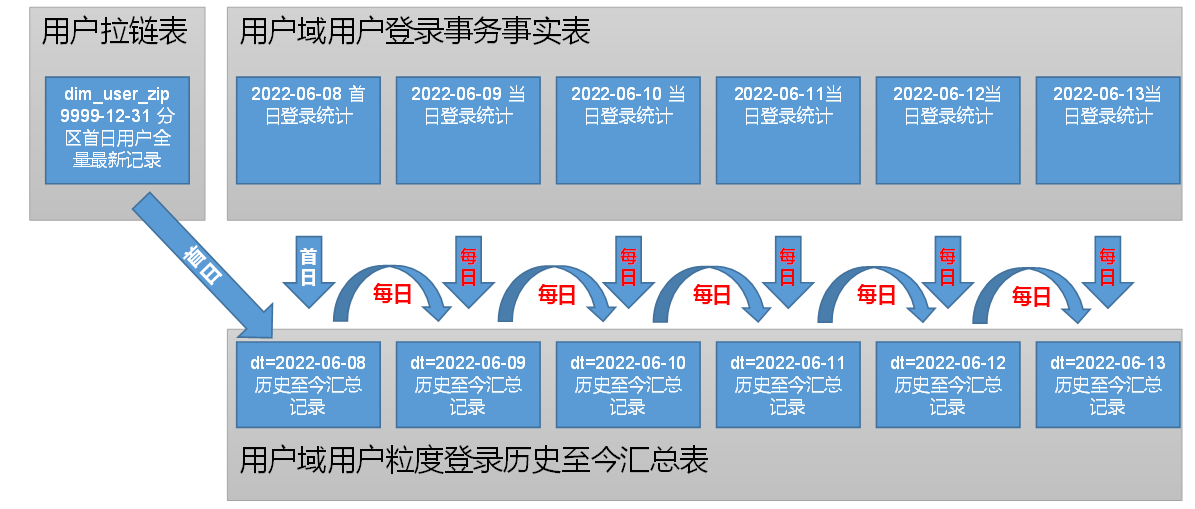 用户拉链表
用户域用户登录事务事实表
dim_user_zip
9999-12-31 分
区首日用户全
量最新记录
2022-06-08 首
日登录统计
2022-06-09 当
日登录统计
2022-06-10 当
日登录统计
2022-06-11当
日登录统计
2022-06-12当
日登录统计
2022-06-13当
日登录统计
首日
首
日
每
日
每
日
每
日
每
日
每
日
每日
每日
每日
每日
每日
dt=2022-06-08
历史至今汇总
记录
dt=2022-06-09
历史至今汇总
记录
dt=2022-06-10
历史至今汇总
记录
dt=2022-06-11
历史至今汇总
记录
dt=2022-06-12
历史至今汇总
记录
dt=2022-06-13
历史至今汇总
记录
用户域用户粒度登录历史至今汇总表